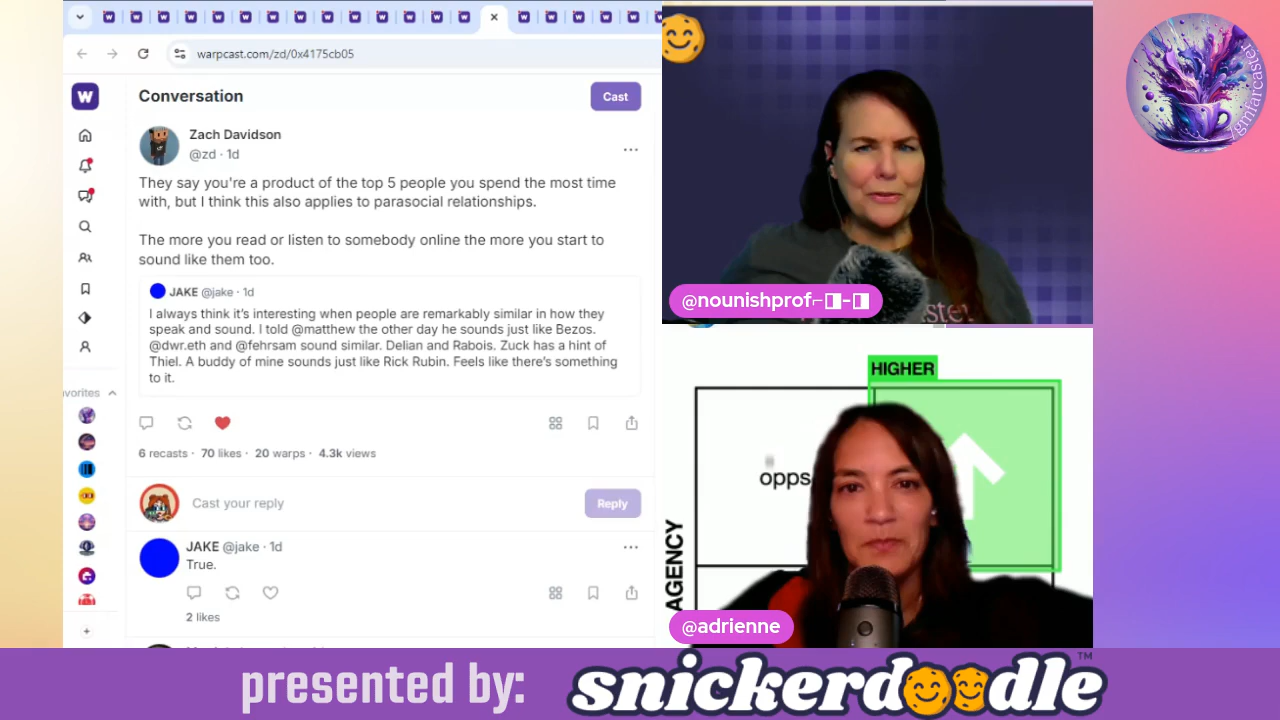 warpcast.com/zd/0x4175cb05
Conversation
Cast
Zach Davidson
@zd · 1d
They say you're a product of the top 5 people you spend the most time
with, but I think this also applies to parasocial relationships.
The more you read or listen to somebody online the more you start to
sound like them too.
JAKE @jake · 1d
I always think it's interesting when people are remarkably similar in how they
speak and sound. I told @matthew the other day he sounds just like Bezos.
@dwr.eth and @fehrsam sound similar. Delian and Rabois. Zuck has a hint of
Thiel. A buddy of mine sounds just like Rick Rubin. Feels like there's something
to it.
6 recasts · 70 likes · 20 warps · 4.3k views
Cast your reply
Reply
JAKE @jake · 1d
True.
2 likes
vorites
@nounishprof
HIGHER
opps
AGENCY
@adrienne
/gmfarcaster
presented by:
snickerdoodle™